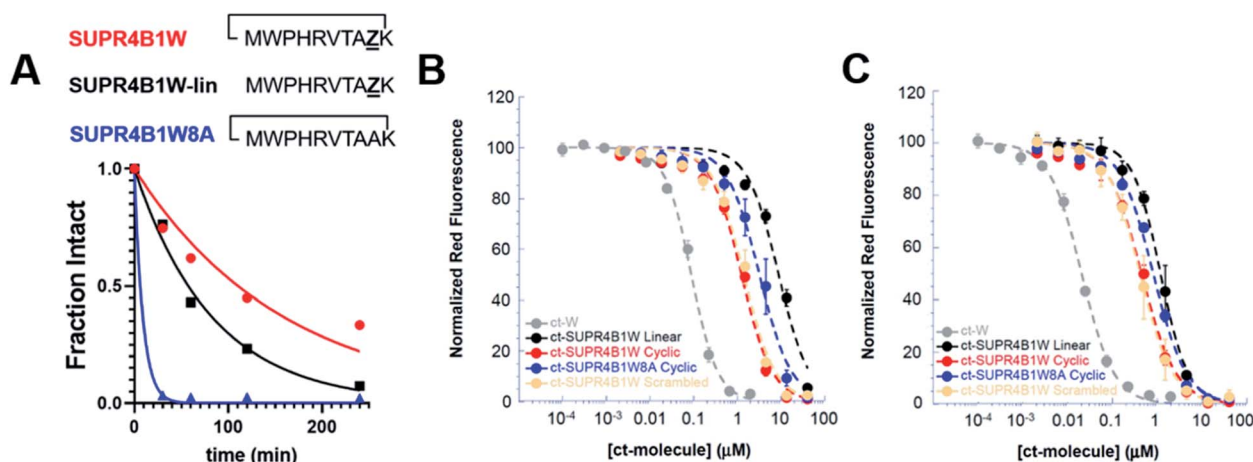 A
SUPR4B1W
MWPHRVTAZK
SUPR4B1W-lin
MWPHRVTAZK
SUPR4B1W8A
MWPHRVTAAK
Fraction Intact
1.0
0.5
0.0
0
100
200
time (min)
B
Normalized Red Fluorescence
120
100
80
60
40
20
0
ct-W
ct-SUPR4B1W Linear
ct-SUPR4B1W Cyclic
ct-SUPR4B1W8A Cyclic
ct-SUPR4B1W Scrambled
10-4
10-3
0.01
0.1
1
10
100
[ct-molecule] (μM)
C
Normalized Red Fluorescence
120
100
80
60
40
20
0
ct-W
ct-SUPR4B1W Linear
ct-SUPR4B1W Cyclic
ct-SUPR4B1W8A Cyclic
ct-SUPR4B1W Scrambled
10-4
10-3
0.01
0.1
1
10
100
[ct-molecule] (μM)